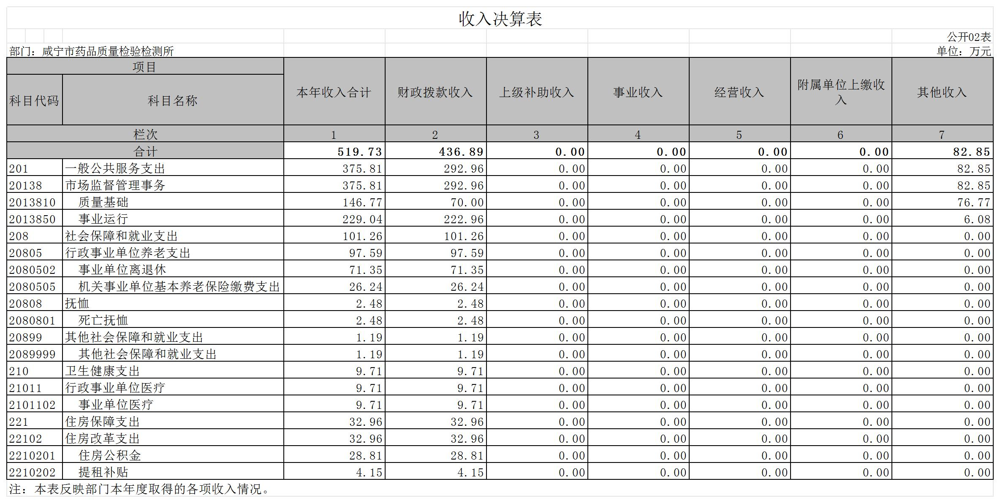 收入决算表
公开02表
部门：咸宁市药品质量检验检测所 单位：万元
项目 本年收入合计 财政拨款收入 上级补助收入 事业收入 经营收入 附属单位上缴收入 其他收入
科目代码 科目名称
栏次 1 2 3 4 5 6 7
合计 519.73 436.89 0.00 0.00 0.00 0.00 82.85
201 一般公共服务支出 375.81 292.96 0.00 0.00 0.00 0.00 82.85
20138 市场监督管理事务 375.81 292.96 0.00 0.00 0.00 0.00 82.85
2013810 质量基础 146.77 70.00 0.00 0.00 0.00 0.00 76.77
2013850 事业运行 229.04 222.96 0.00 0.00 0.00 0.00 6.08
208 社会保障和就业支出 101.26 101.26 0.00 0.00 0.00 0.00 0.00
20805 行政事业单位养老支出 97.59 97.59 0.00 0.00 0.00 0.00 0.00
2080502 事业单位离退休 71.35 71.35 0.00 0.00 0.00 0.00 0.00
2080505 机关事业单位基本养老保险缴费支出 26.24 26.24 0.00 0.00 0.00 0.00 0.00
20808 抚恤 2.48 2.48 0.00 0.00 0.00 0.00 0.00
2080801 死亡抚恤 2.48 2.48 0.00 0.00 0.00 0.00 0.00
20899 其他社会保障和就业支出 1.19 1.19 0.00 0.00 0.00 0.00 0.00
2089999 其他社会保障和就业支出 1.19 1.19 0.00 0.00 0.00 0.00 0.00
210 卫生健康支出 9.71 9.71 0.00 0.00 0.00 0.00 0.00
21011 行政事业单位医疗 9.71 9.71 0.00 0.00 0.00 0.00 0.00
2101102 事业单位医疗 9.71 9.71 0.00 0.00 0.00 0.00 0.00
221 住房保障支出 32.96 32.96 0.00 0.00 0.00 0.00 0.00
22102 住房改革支出 32.96 32.96 0.00 0.00 0.00 0.00 0.00
2210201 住房公积金 28.81 28.81 0.00 0.00 0.00 0.00 0.00
2210202 提租补贴 4.15 4.15 0.00 0.00 0.00 0.00 0.00
注：本表反映部门本年度取得的各项收入情况。